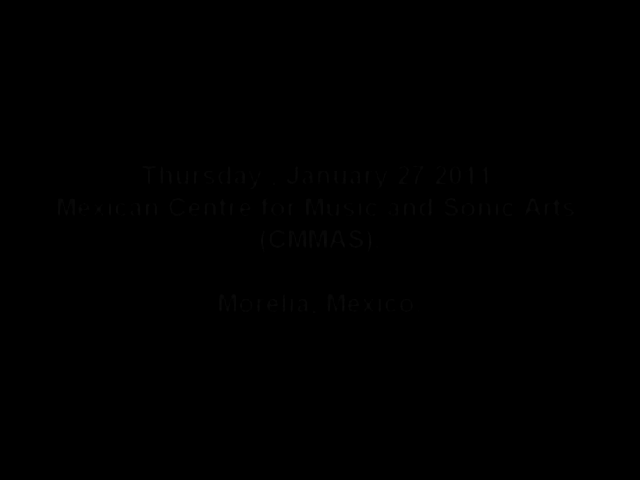 Thursday, January 27 2011
Mexican Centre for Music and Sonic Arts
(CMMAS)
Morelia, Mexico